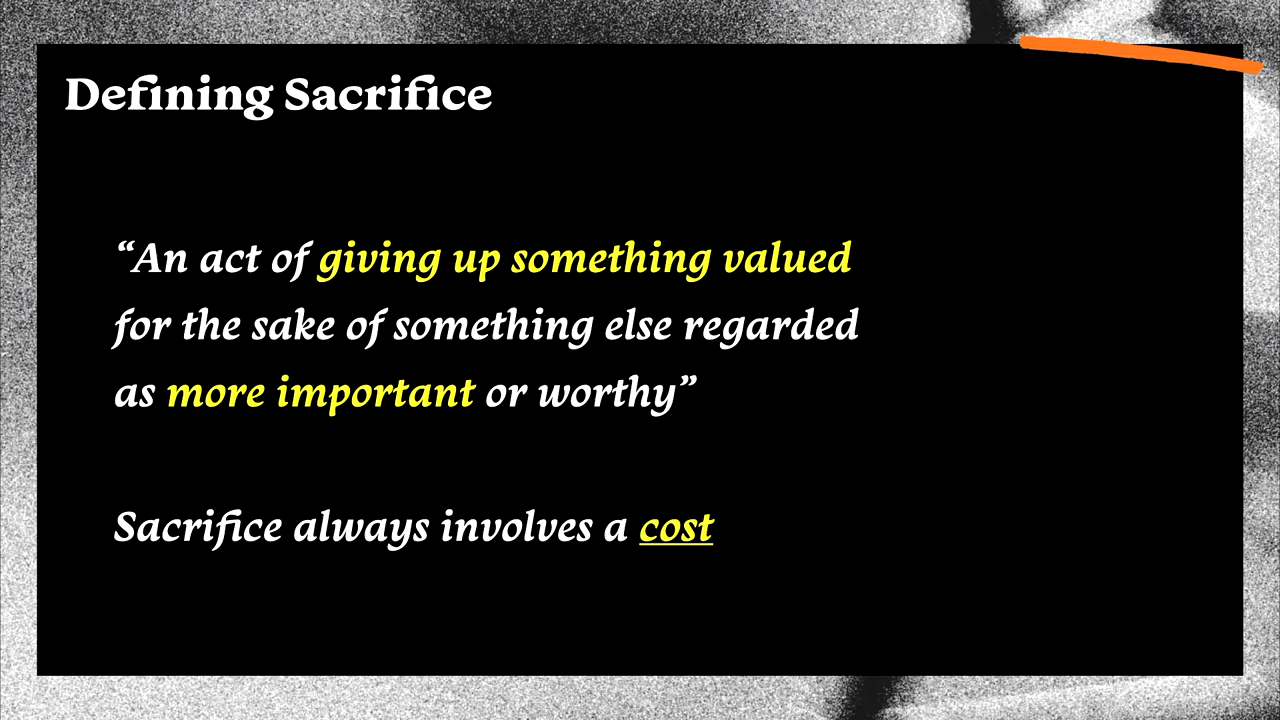 Defining Sacrifice
“An act of giving up something valued
for the sake of something else regarded
as more important or worthy”
Sacrifice always involves a cost